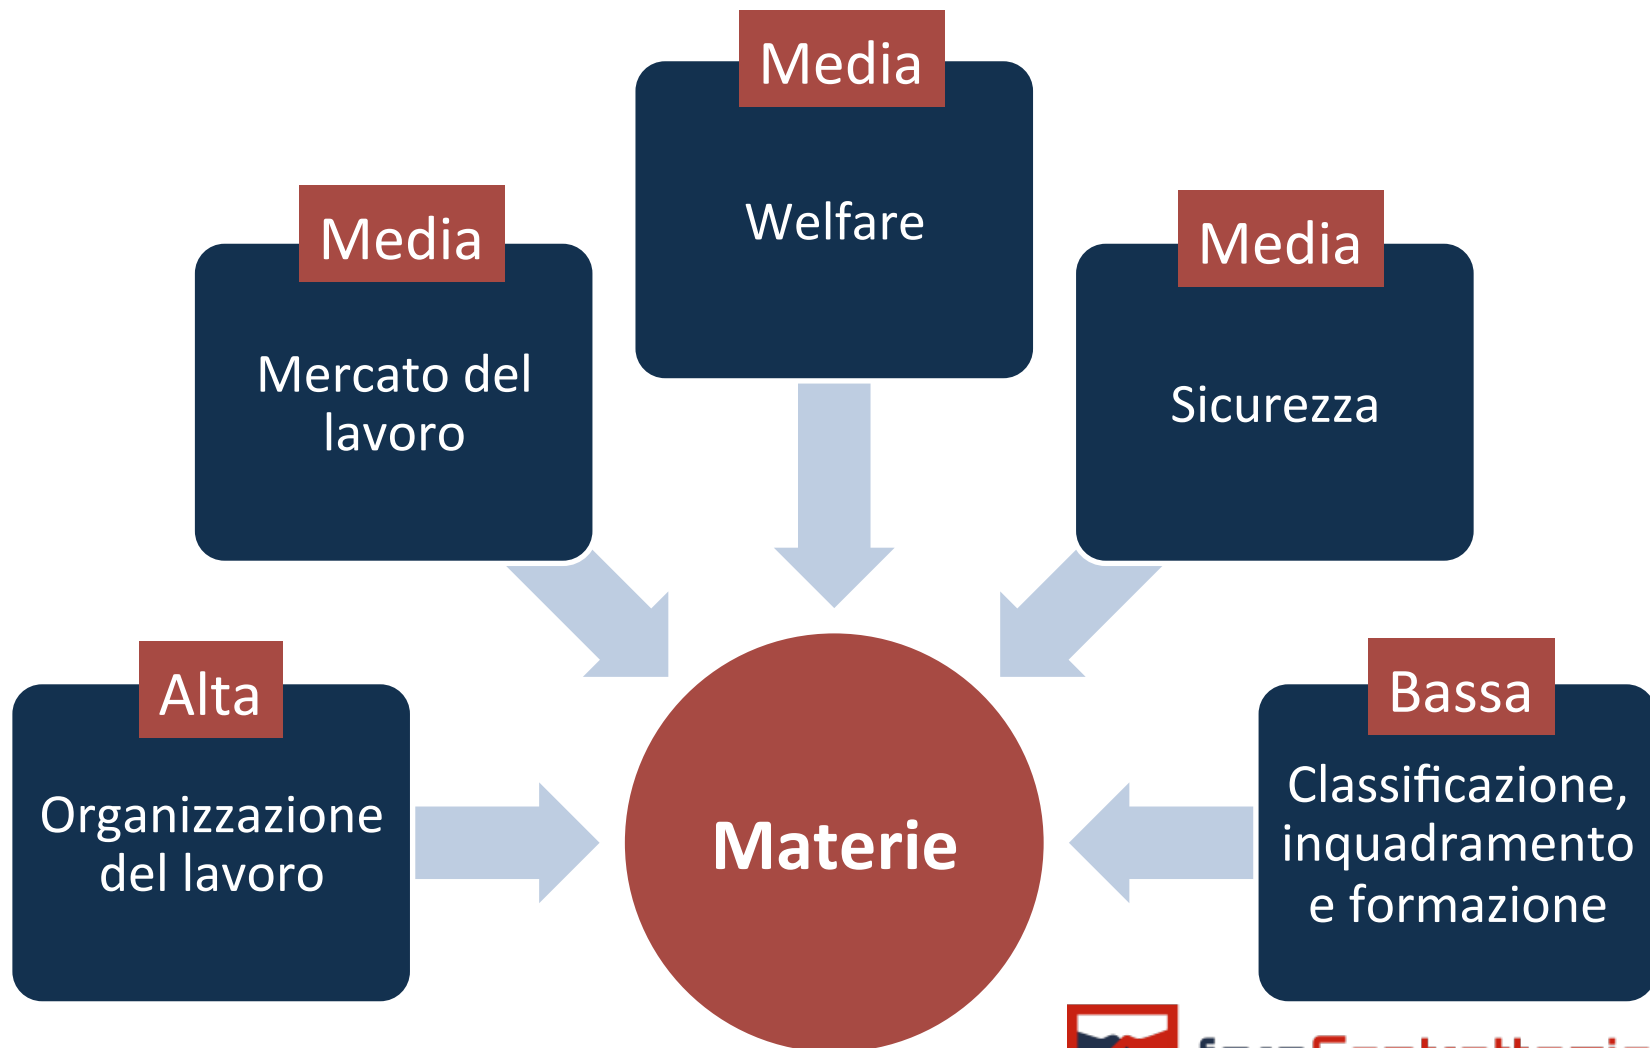 Media
Welfare
Media
Mercato del
lavoro
Media
Sicurezza
Alta
Organizzazione
del lavoro
Materie
Bassa
Classificazione,
inquadramento
e formazione